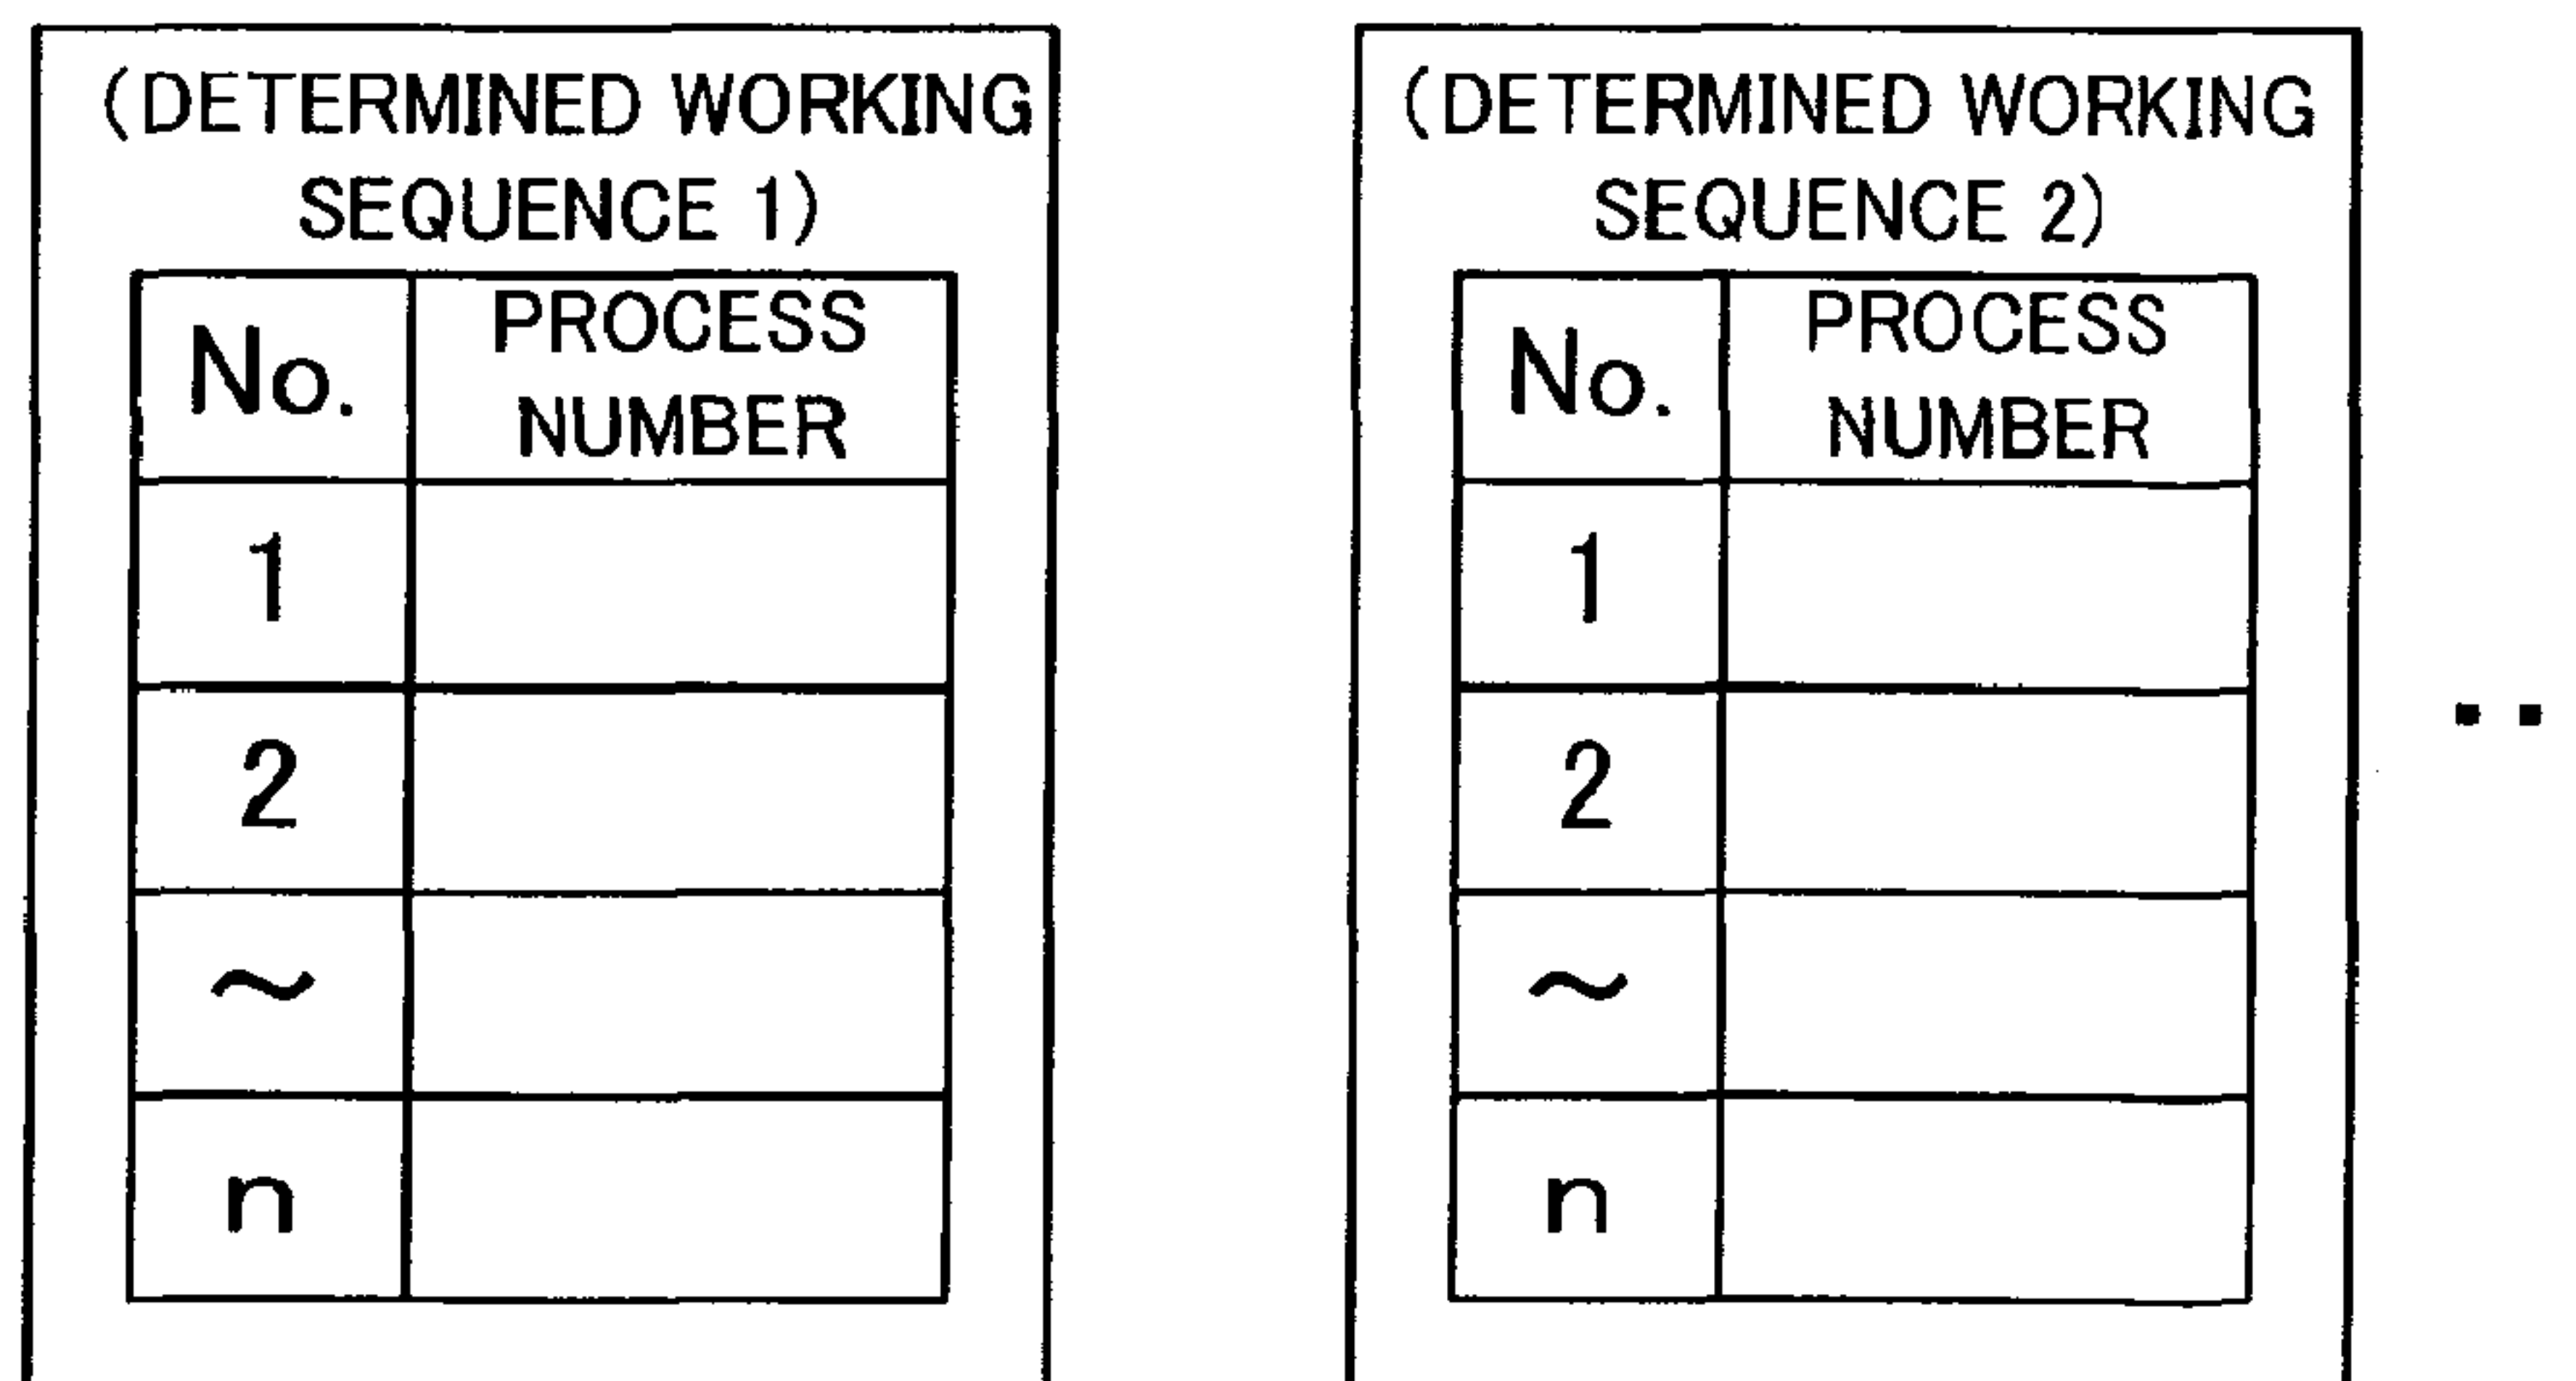 (DETERMINED WORKING
SEQUENCE 1)
No.
PROCESS
NUMBER
1
2
~
n
(DETERMINED WORKING
SEQUENCE 2)
No.
PROCESS
NUMBER
1
2
~
n